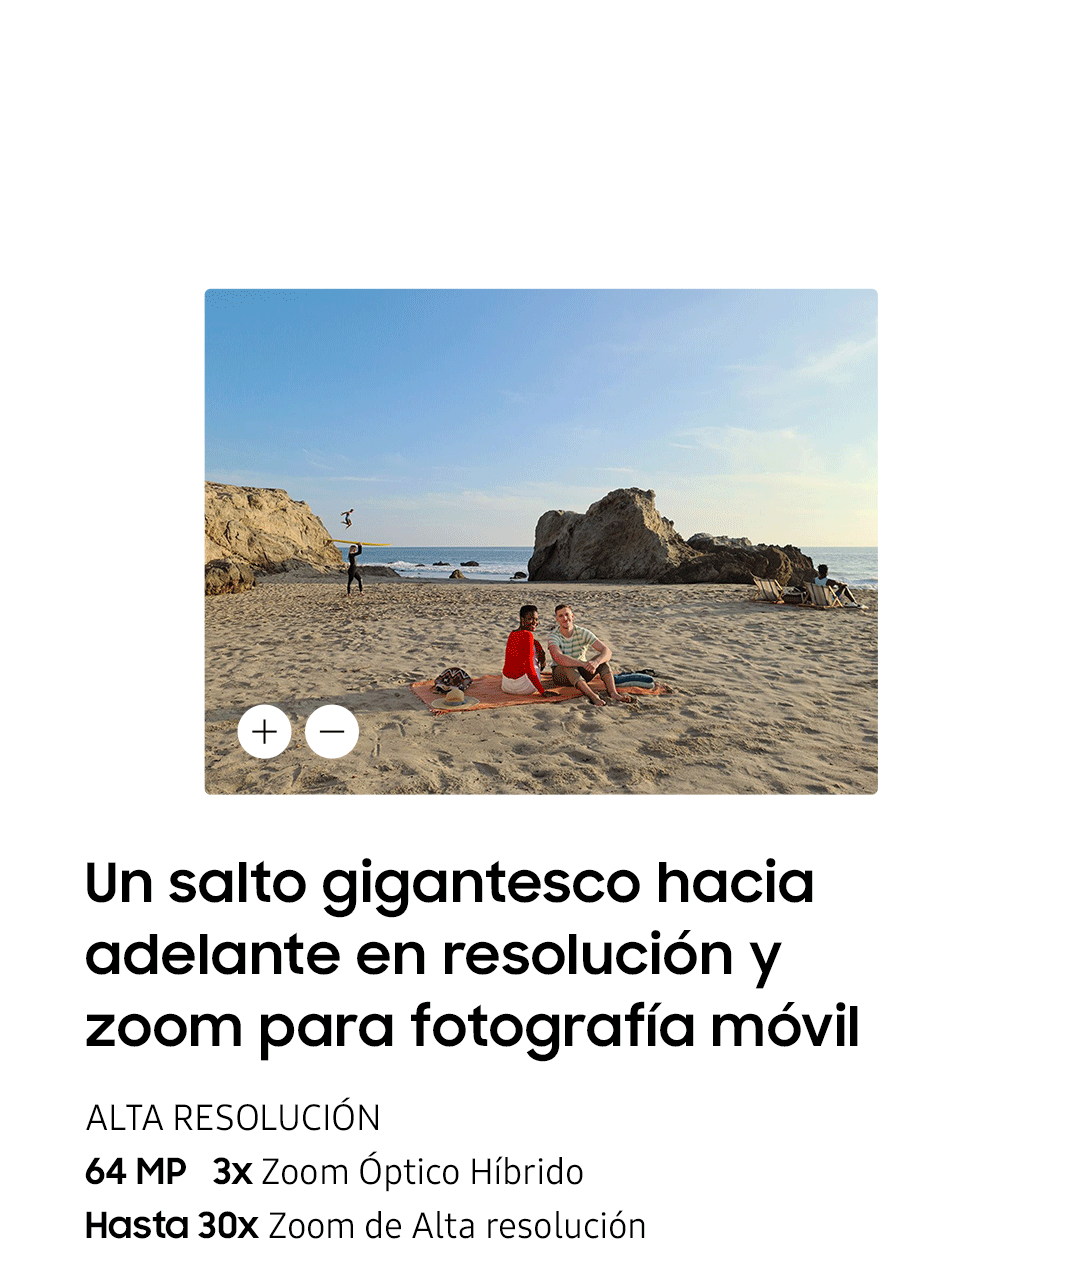 Un salto gigantesco hacia
adelante en resolución y
zoom para fotografía móvil
ALTA RESOLUCIÓN
64 MP 3x Zoom Óptico Híbrido
Hasta 30x Zoom de Alta resolución